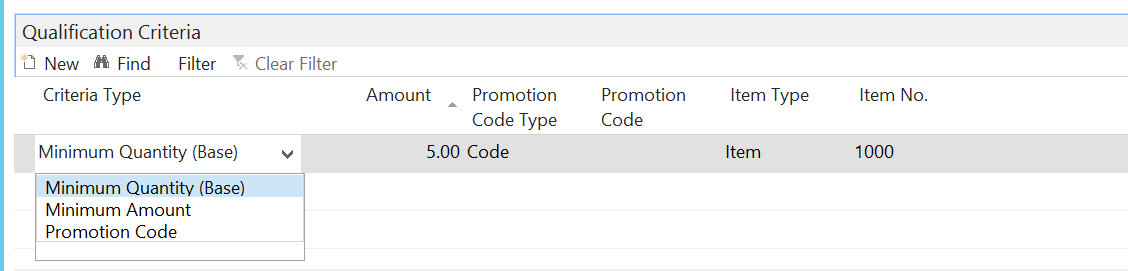 Qualification Criteria
New Find Filter Clear Filter
Criteria Type Amount Promotion Code Type Promotion Code Item Type Item No.
Minimum Quantity (Base) 5.00 Code Item 1000
Minimum Quantity (Base)
Minimum Amount
Promotion Code